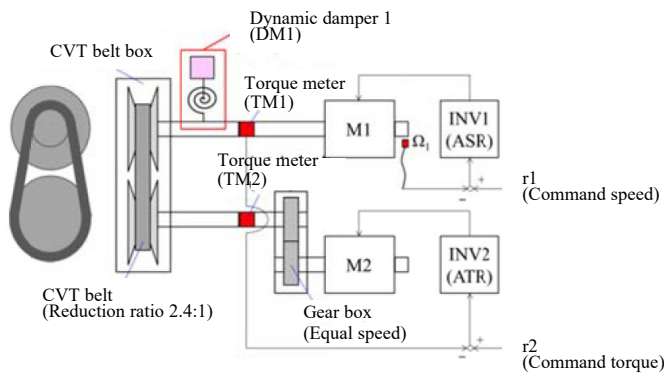 Dynamic damper 1
(DM1)
CVT belt box
Torque meter
(TM1)
M1
INV1
(ASR)
Ω1
Torque meter
(TM2)
r1
(Command speed)
+
−
M2
INV2
(ATR)
CVT belt
(Reduction ratio 2.4:1)
Gear box
(Equal speed)
+
−
r2
(Command torque)